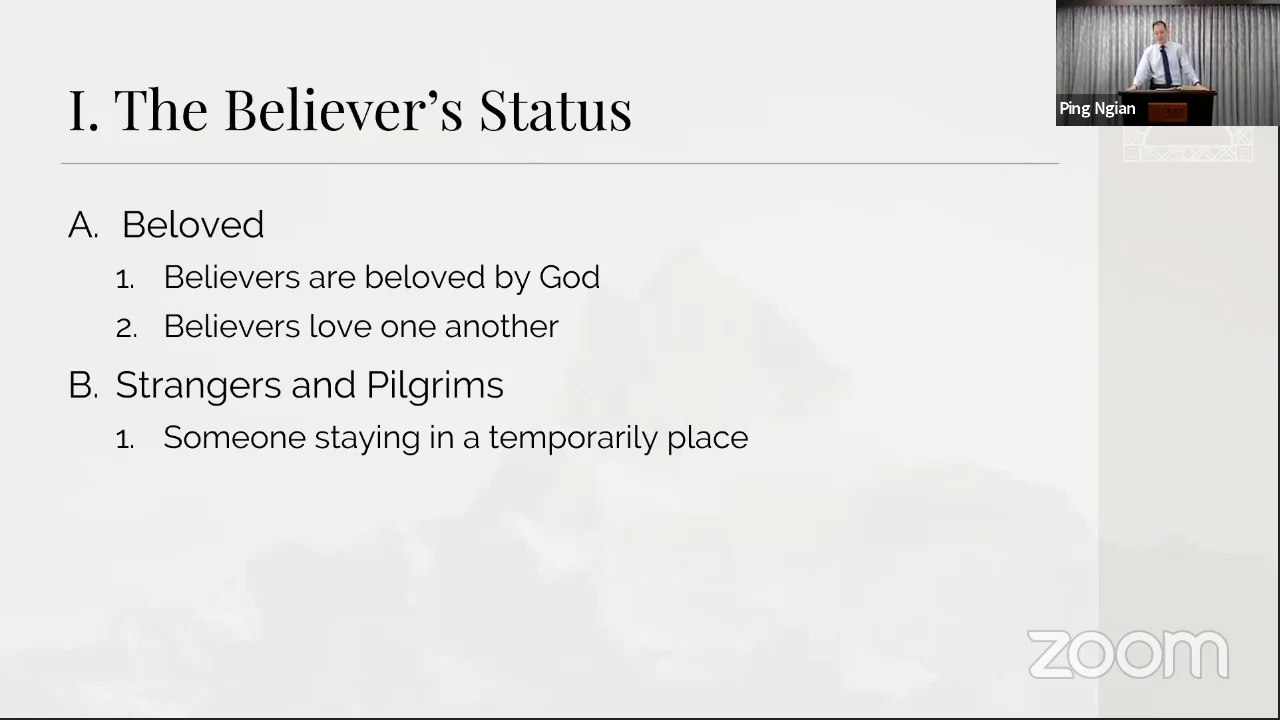 I. The Believer's Status
Ping Ngian
A. Beloved
1. Believers are beloved by God
2. Believers love one another
B. Strangers and Pilgrims
1. Someone staying in a temporarily place
zoom